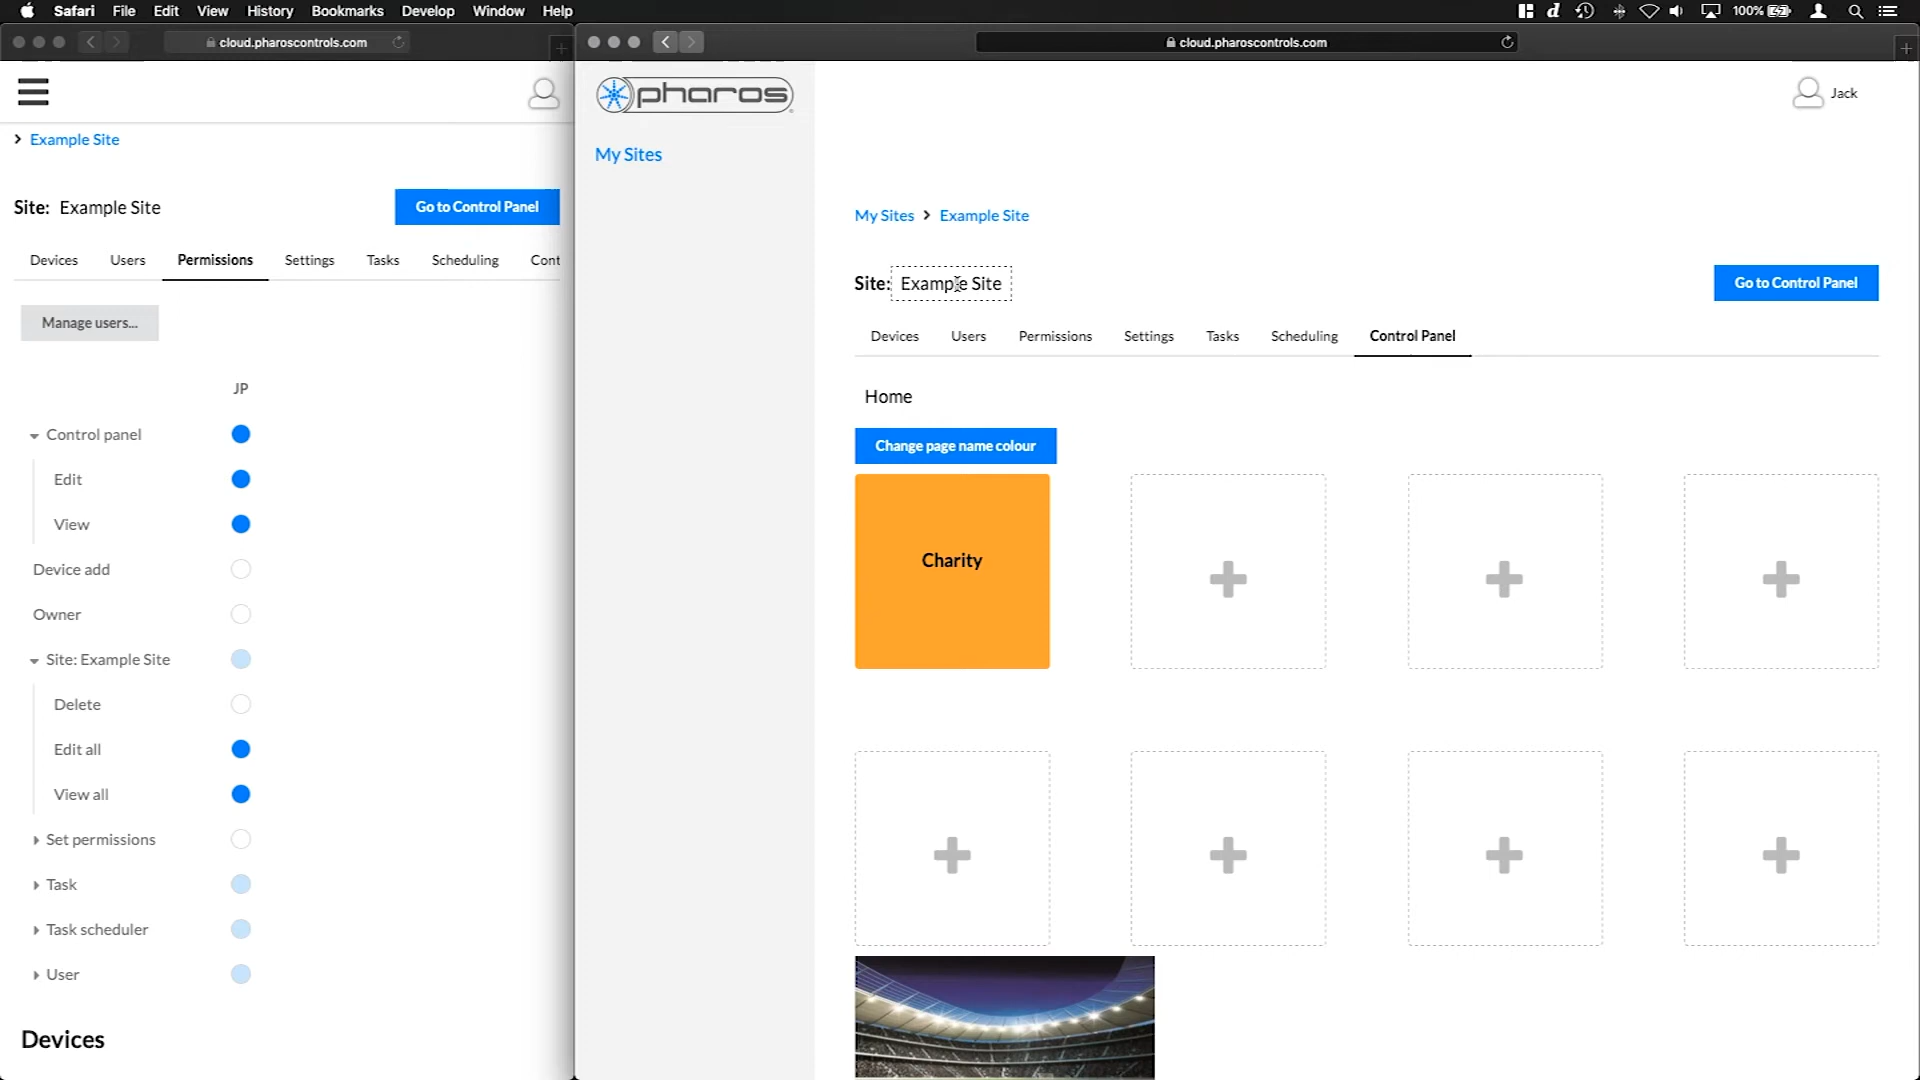 Safari File Edit View History Bookmarks Develop Window Help
d 100%
cloud.pharoscontrols.com
Example Site
Site: Example Site
Go to Control Panel
Devices Users Permissions Settings Tasks Scheduling Cont
Manage users...
JP
Control panel
Edit
View
Device add
Owner
Site: Example Site
Delete
Edit all
View all
Set permissions
Task
Task scheduler
User
Devices
cloud.pharoscontrols.com
pharos
Jack
My Sites
My Sites Example Site
Site: Example Site
Go to Control Panel
Devices Users Permissions Settings Tasks Scheduling Control Panel
Home
Change page name colour
Charity